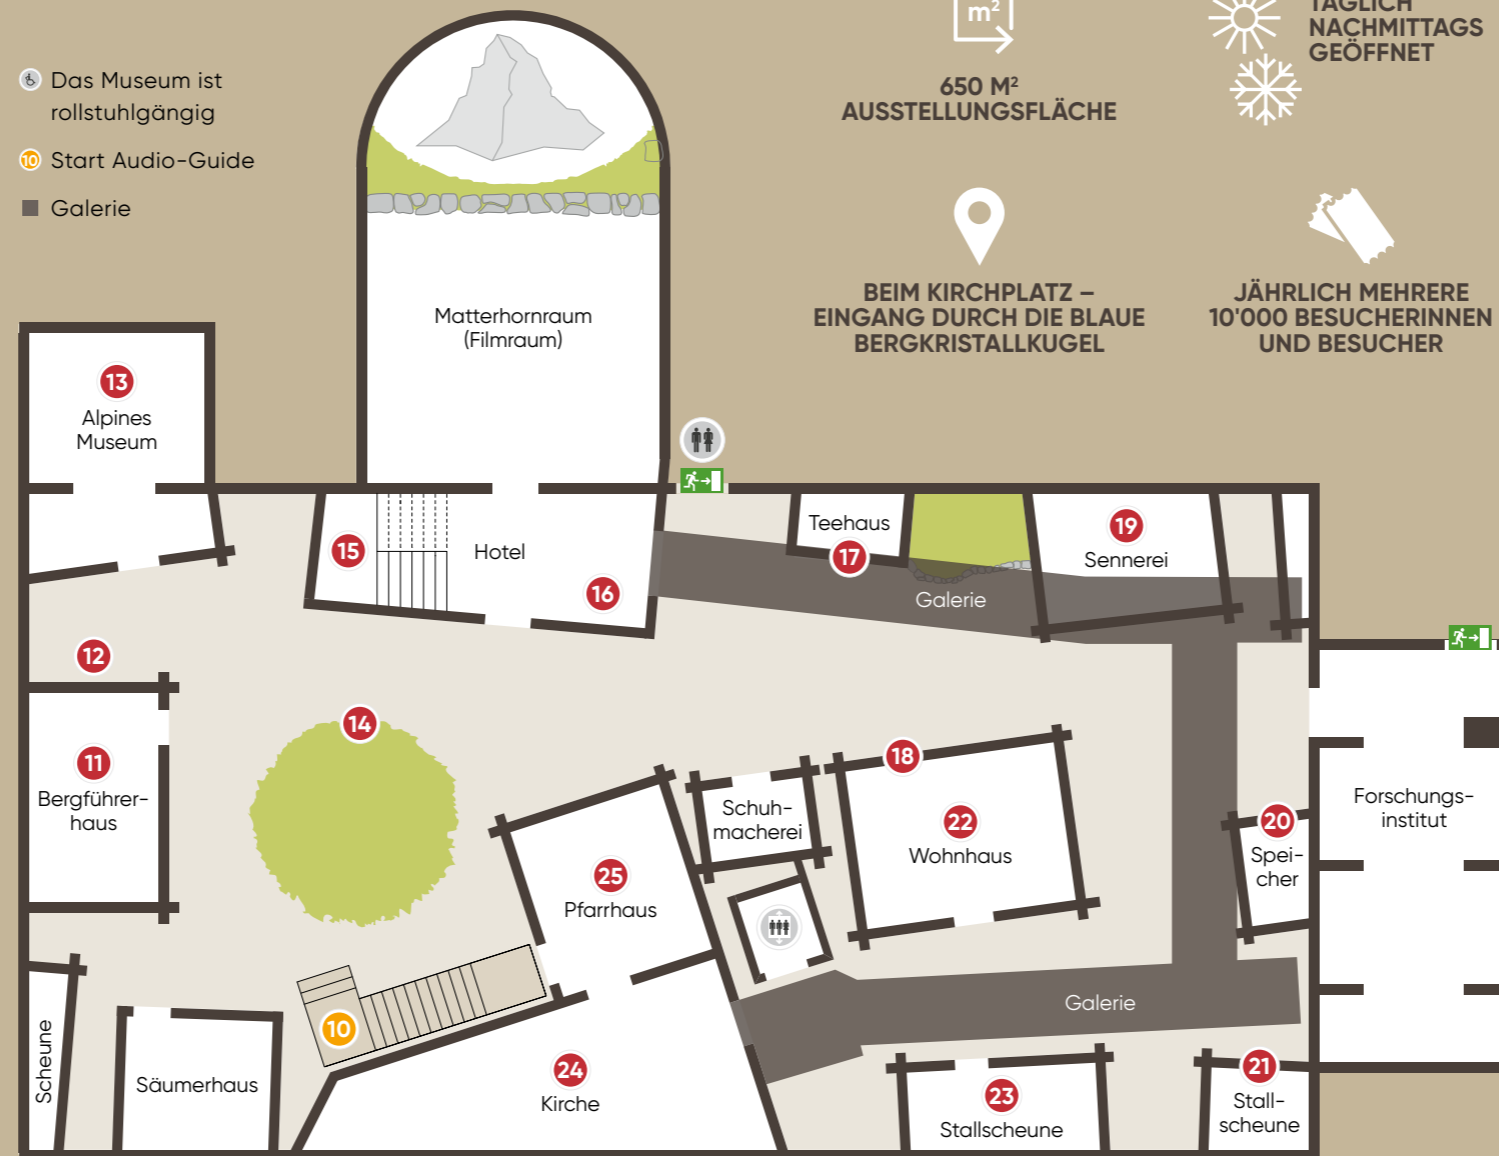 Das Museum ist
rollstuhlgängig
10 Start Audio-Guide
Galerie
m²
650 M²
AUSSTELLUNGSFLÄCHE
TÄGLICH
NACHMITTAGS
GEÖFFNET
BEIM KIRCHPLATZ –
EINGANG DURCH DIE BLAUE
BERGKRISTALLKUGEL
JÄHRLICH MEHRERE
10'000 BESUCHERINNEN
UND BESUCHER
Matterhornraum
(Filmraum)
13
Alpines
Museum
15
Hotel
16
Teehaus
17
19
Sennerei
Galerie
12
14
11
Bergführer-
haus
18
Schuh-
macherei
22
Wohnhaus
20
Spei-
cher
Forschungs-
institut
25
Pfarrhaus
Galerie
10
Scheune
Säumerhaus
24
Kirche
23
Stallscheune
21
Stall-
scheune